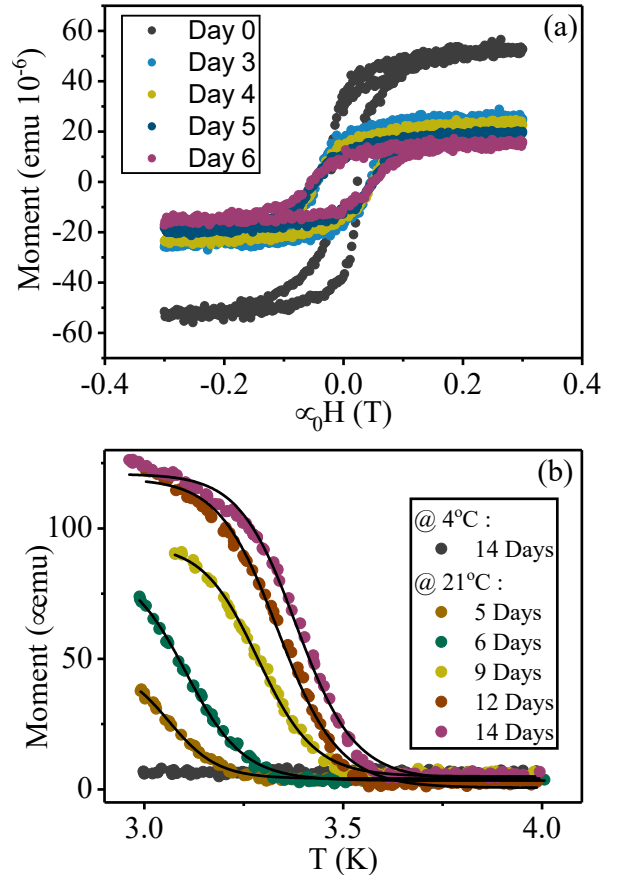 (a)
Day 0
Day 3
Day 4
Day 5
Day 6
Moment (emu 10-6)
60
40
20
0
-20
-40
-60
-0.4 -0.2 0.0 0.2 0.4
∝0H (T)
(b)
@ 4ºC :
14 Days
@ 21ºC :
5 Days
6 Days
9 Days
12 Days
14 Days
Moment (∝emu)
100
50
0
3.0 3.5 4.0
T (K)